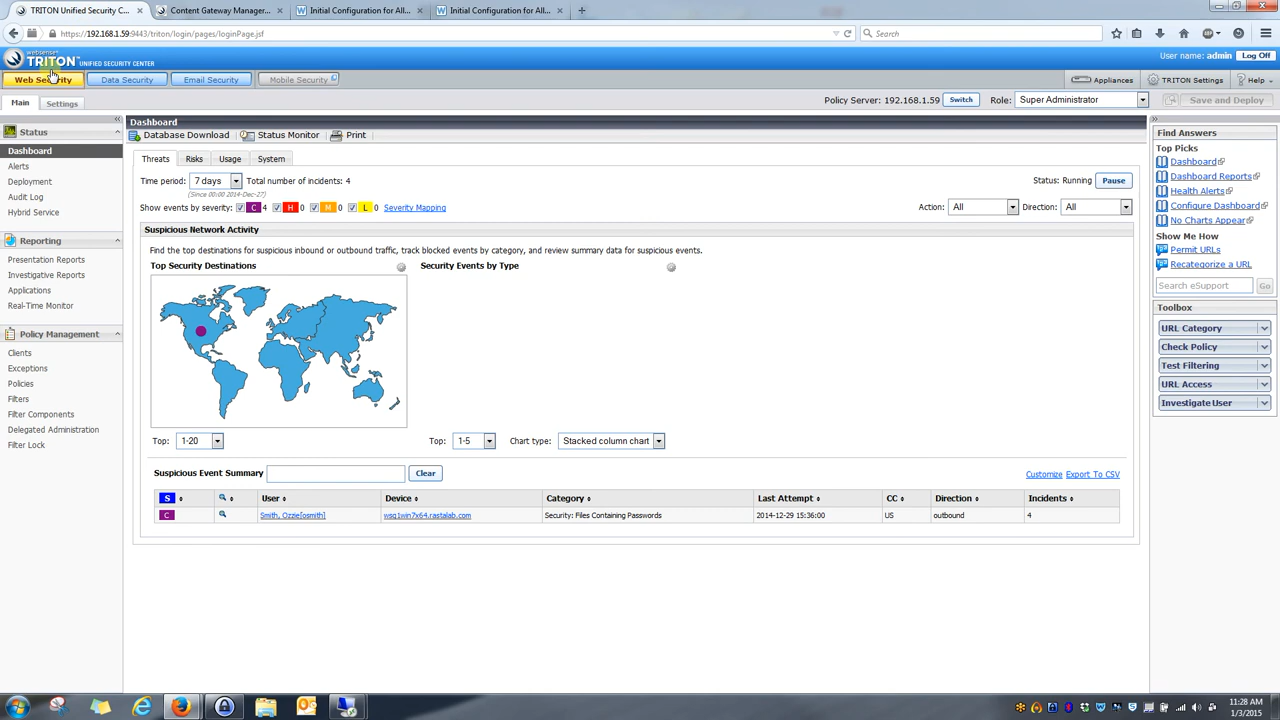 TRITON Unified Security C... × Content Gateway Manager... × Initial Configuration for All... × Initial Configuration for All... × +
https://192.168.1.59:9443/triton/login/pages/loginPage.jsf Search
websense
TRITON™ UNIFIED SECURITY CENTER User name: admin Log Off
Web Security Data Security Email Security Mobile Security Appliances TRITON Settings Help
Main Settings Policy Server: 192.168.1.59 Switch Role: Super Administrator Save and Deploy
Status
Dashboard
Alerts
Deployment
Audit Log
Hybrid Service
Reporting
Presentation Reports
Investigative Reports
Applications
Real-Time Monitor
Policy Management
Clients
Exceptions
Policies
Filters
Filter Components
Delegated Administration
Filter Lock
Dashboard
Database Download Status Monitor Print
Threats Risks Usage System
Time period: 7 days Total number of incidents: 4 Status: Running Pause
(Since 00:00 2014-Dec-27)
Show events by severity: C 4 H 0 M 0 L 0 Severity Mapping Action: All Direction: All
Suspicious Network Activity
Find the top destinations for suspicious inbound or outbound traffic, track blocked events by category, and review summary data for suspicious events.
Top Security Destinations Security Events by Type
Top: 1-20 Top: 1-5 Chart type: Stacked column chart
Suspicious Event Summary Clear Customize Export To CSV
S User Device Category Last Attempt CC Direction Incidents
C Smith, Ozzie[osmith] wsg1win7x64.rastalab.com Security: Files Containing Passwords 2014-12-29 15:36:00 US outbound 4
Find Answers
Top Picks
Dashboard
Dashboard Reports
Health Alerts
Configure Dashboard
No Charts Appear
Show Me How
Permit URLs
Recategorize a URL
Search eSupport Go
Toolbox
URL Category
Check Policy
Test Filtering
URL Access
Investigate User
11:28 AM
1/3/2015